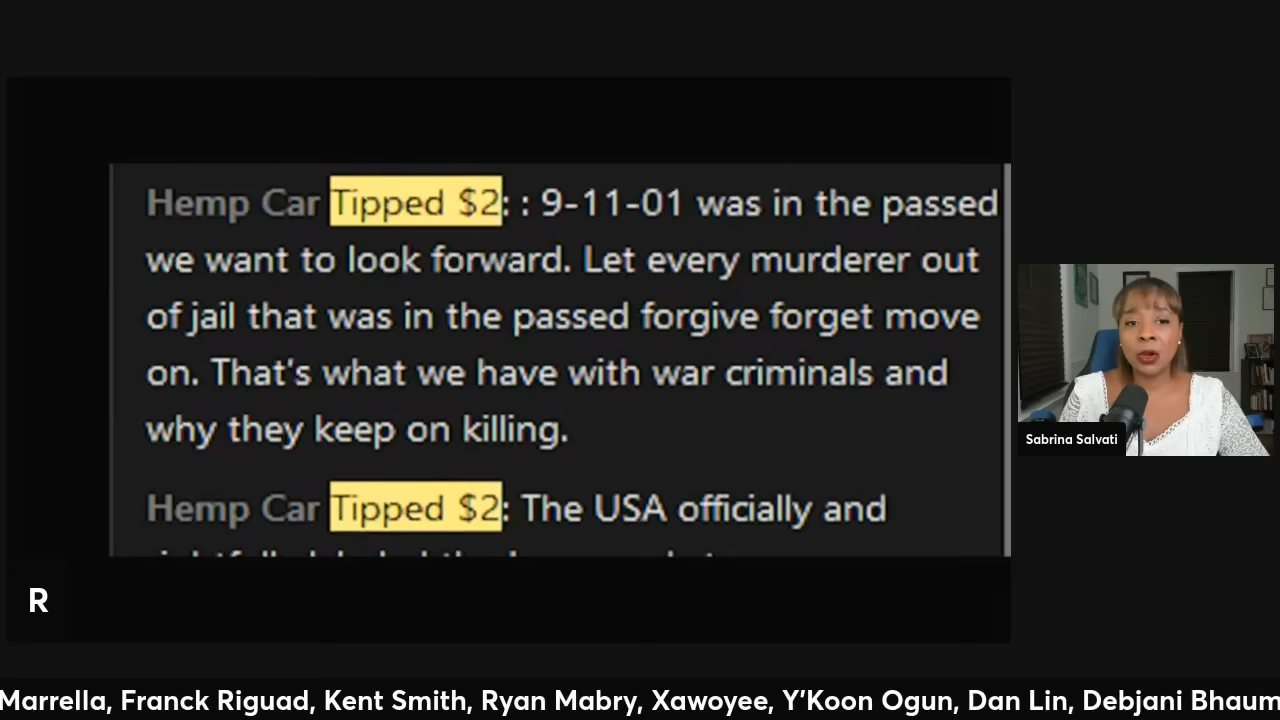 Hemp Car Tipped $2: : 9-11-01 was in the passed
we want to look forward. Let every murderer out
of jail that was in the passed forgive forget move
on. That's what we have with war criminals and
why they keep on killing.
Hemp Car Tipped $2: The USA officially and
Sabrina Salvati
R
Marrella, Franck Riguad, Kent Smith, Ryan Mabry, Xawoyee, Y'Koon Ogun, Dan Lin, Debjani Bhaum